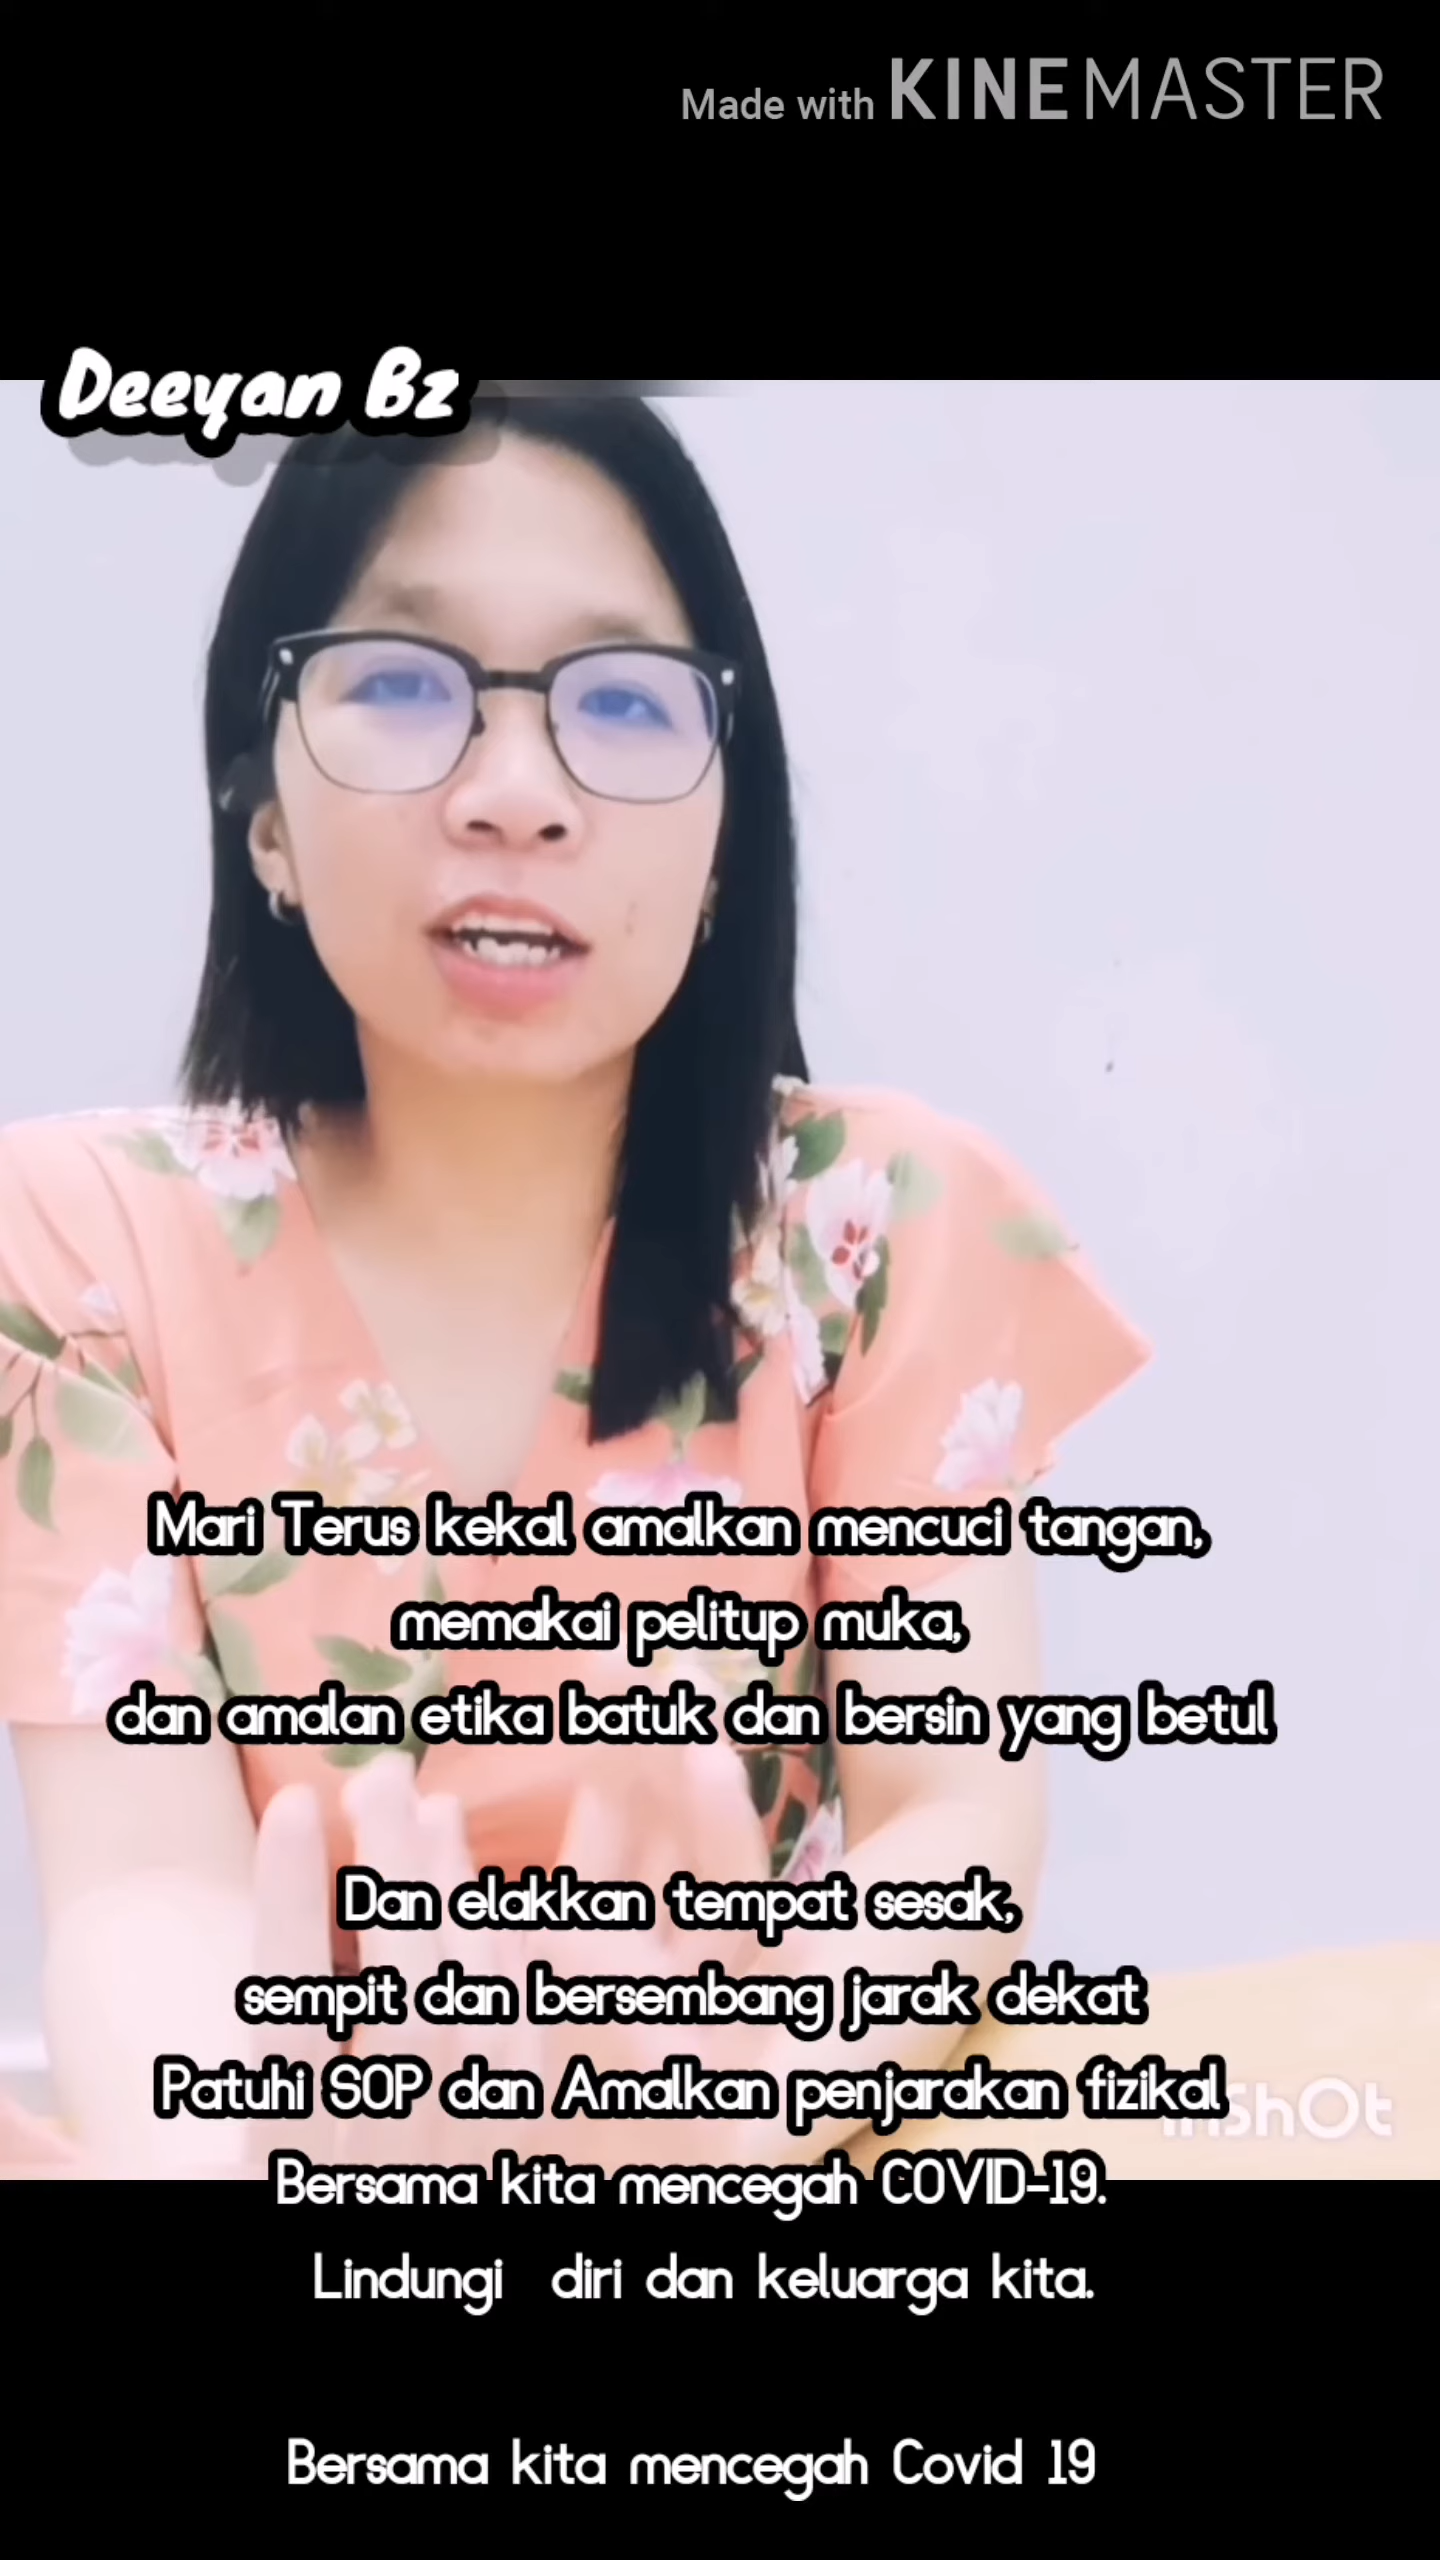 Made with KINEMASTER
Deeyan Bz
Mari Terus kekal amalkan mencuci tangan,
memakai pelitup muka,
dan amalan etika batuk dan bersin yang betul
Dan elakkan tempat sesak,
sempit dan bersembang jarak dekat
Patuhi SOP dan Amalkan penjarakan fizikal
InShOt
Bersama kita mencegah COVID-19.
Lindungi diri dan keluarga kita.
Bersama kita mencegah Covid 19